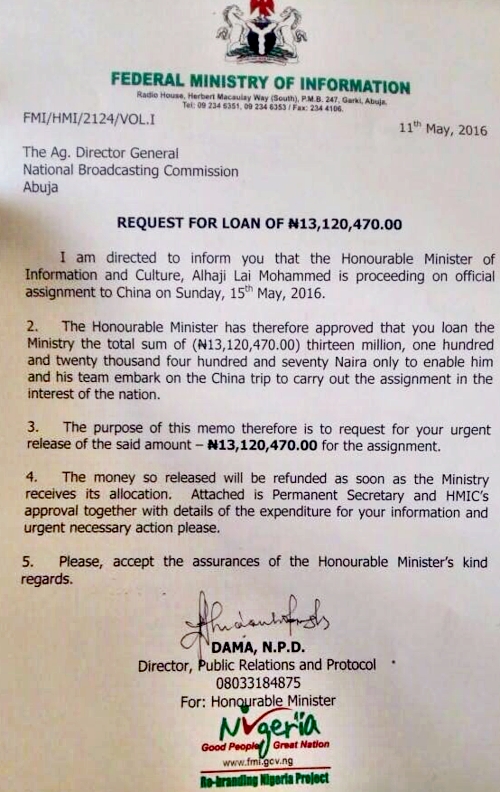 FEDERAL MINISTRY OF INFORMATION
Radio House, Herbert Macaulay Way (South), P.M.B. 247, Garki, Abuja.
Tel: 09 234 6351, 09 234 6353 / Fax: 234 4106.
FMI/HMI/2124/VOL.I
11th May, 2016
The Ag. Director General
National Broadcasting Commission
Abuja
REQUEST FOR LOAN OF ₦13,120,470.00
I am directed to inform you that the Honourable Minister of
Information and Culture, Alhaji Lai Mohammed is proceeding on official
assignment to China on Sunday, 15th May, 2016.
2. The Honourable Minister has therefore approved that you loan the
Ministry the total sum of (₦13,120,470.00) thirteen million, one hundred
and twenty thousand four hundred and seventy Naira only to enable him
and his team embark on the China trip to carry out the assignment in the
interest of the nation.
3. The purpose of this memo therefore is to request for your urgent
release of the said amount – ₦13,120,470.00 for the assignment.
4. The money so released will be refunded as soon as the Ministry
receives its allocation. Attached is Permanent Secretary and HMIC's
approval together with details of the expenditure for your information and
urgent necessary action please.
5. Please, accept the assurances of the Honourable Minister's kind
regards.
DAMA, N.P.D.
Director, Public Relations and Protocol
08033184875
For: Honourable Minister
Nigeria
Good People Great Nation
www.fmi.gov.ng
Re-branding Nigeria Project